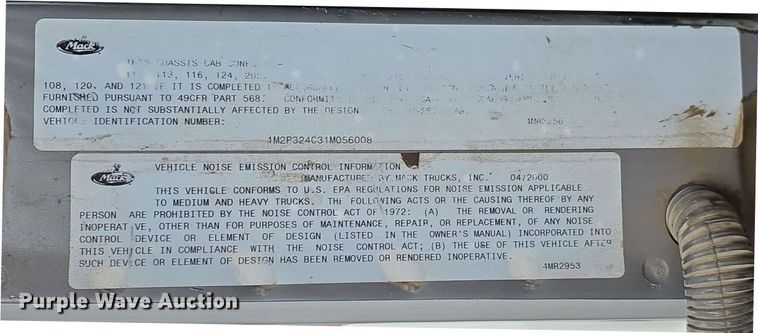 Mack
THIS CHASSIS-CAB
113, 116, 124,
108, 120, AND 121 IF IT IS COMPLETED
FURNISHED PURSUANT TO 49CFR PART 568.
COMPLETED IS NOT SUBSTANTIALLY AFFECTED BY THE DESIGN
VEHICLE IDENTIFICATION NUMBER: 4MR3256
1M2P324C31M056008
Mack
VEHICLE NOISE EMISSION CONTROL INFORMATION
MANUFACTURED BY MACK TRUCKS, INC. 04/2000
THIS VEHICLE CONFORMS TO U.S. EPA REGULATIONS FOR NOISE EMISSION APPLICABLE
TO MEDIUM AND HEAVY TRUCKS. THE FOLLOWING ACTS OR THE CAUSING THEREOF BY ANY
PERSON ARE PROHIBITED BY THE NOISE CONTROL ACT OF 1972: (A) THE REMOVAL OR RENDERING
INOPERATIVE, OTHER THAN FOR PURPOSES OF MAINTENANCE, REPAIR, OR REPLACEMENT, OF ANY NOISE
CONTROL DEVICE OR ELEMENT OF DESIGN (LISTED IN THE OWNER'S MANUAL) INCORPORATED INTO
THIS VEHICLE IN COMPLIANCE WITH THE NOISE CONTROL ACT; (B) THE USE OF THIS VEHICLE AFTER
SUCH DEVICE OR ELEMENT OF DESIGN HAS BEEN REMOVED OR RENDERED INOPERATIVE.
4MR2953
Purple Wave Auction